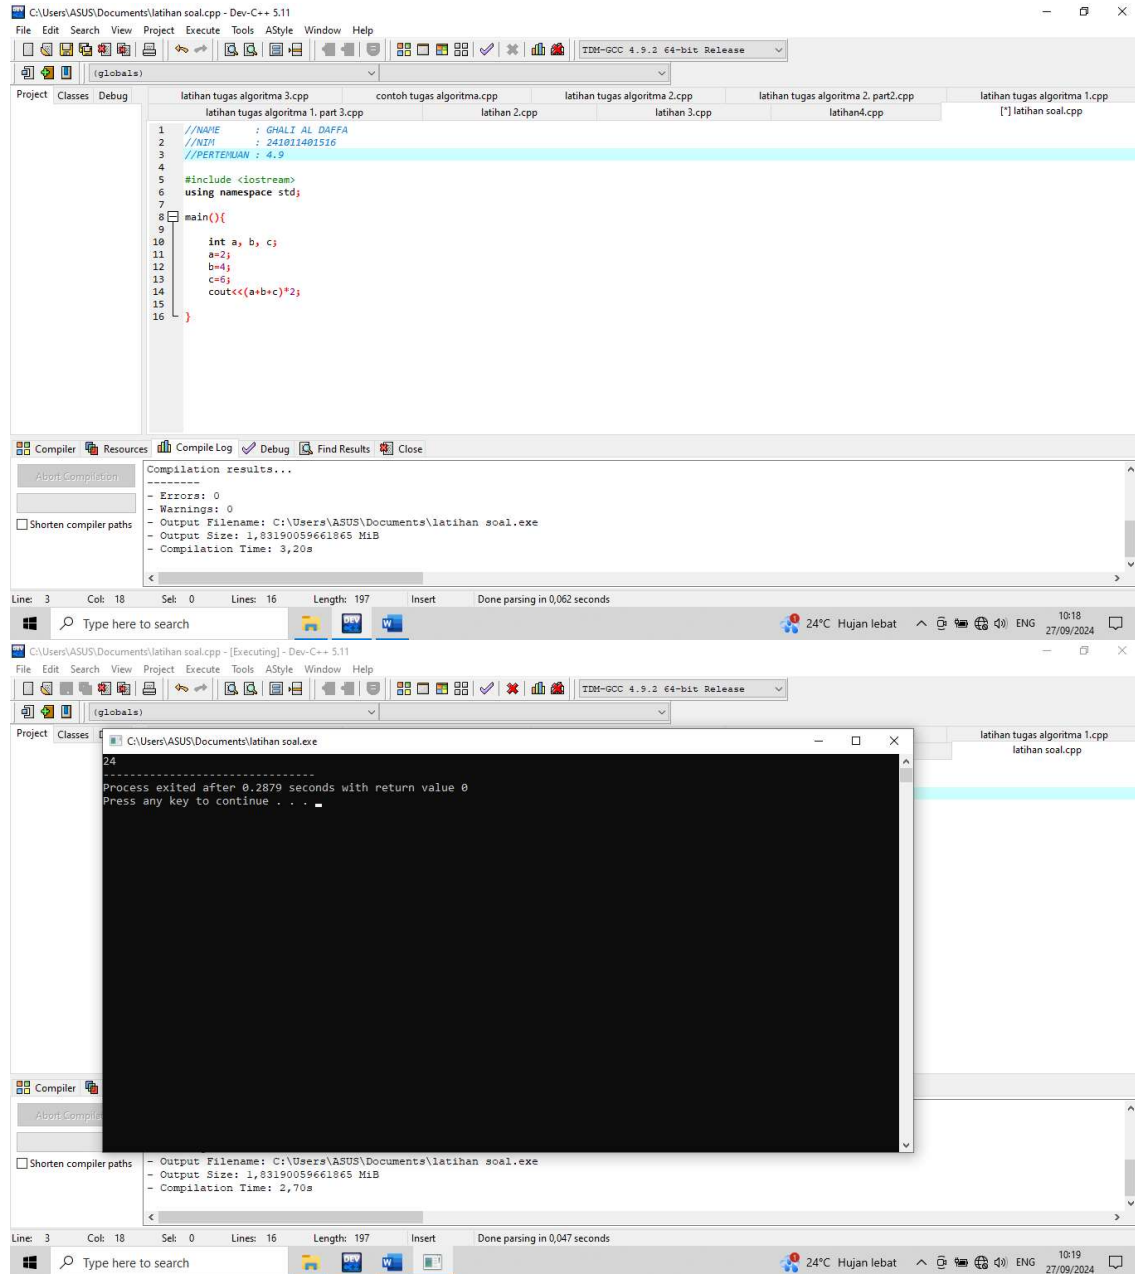 C:\Users\ASUS\Documents\latihan soal.cpp - Dev-C++ 5.11
File Edit Search View Project Execute Tools AStyle Window Help
TDM-GCC 4.9.2 64-bit Release
(globals)
Project Classes Debug
latihan tugas algoritma 3.cpp contoh tugas algoritma.cpp latihan tugas algoritma 2.cpp latihan tugas algoritma 2. part2.cpp latihan tugas algoritma 1.cpp
latihan tugas algoritma 1. part 3.cpp latihan 2.cpp latihan 3.cpp latihan4.cpp [*] latihan soal.cpp
1 //NAME : GHALI AL DAFFA
2 //NIM : 241011401516
3 //PERTEMUAN : 4.9
4
5 #include <iostream>
6 using namespace std;
7
8 main(){
9
10 int a, b, c;
11 a=2;
12 b=4;
13 c=6;
14 cout<<(a+b+c)*2;
15
16 }
Compiler Resources Compile Log Debug Find Results Close
Abort Compilation
Shorten compiler paths
Compilation results...
--------
- Errors: 0
- Warnings: 0
- Output Filename: C:\Users\ASUS\Documents\latihan soal.exe
- Output Size: 1,83190059661865 MiB
- Compilation Time: 3,20s
Line: 3 Col: 18 Sel: 0 Lines: 16 Length: 197 Insert Done parsing in 0,062 seconds
Type here to search
DEV
W
24°C Hujan lebat
ENG
10:18
27/09/2024
C:\Users\ASUS\Documents\latihan soal.cpp - [Executing] - Dev-C++ 5.11
File Edit Search View Project Execute Tools AStyle Window Help
TDM-GCC 4.9.2 64-bit Release
(globals)
Project Classes
latihan tugas algoritma 1.cpp
latihan soal.cpp
C:\Users\ASUS\Documents\latihan soal.exe
24
--------------------------------
Process exited after 0.2879 seconds with return value 0
Press any key to continue . . .
Compiler
Abort Compila
Shorten compiler paths
- Output Filename: C:\Users\ASUS\Documents\latihan soal.exe
- Output Size: 1,83190059661865 MiB
- Compilation Time: 2,70s
Line: 3 Col: 18 Sel: 0 Lines: 16 Length: 197 Insert Done parsing in 0,047 seconds
Type here to search
DEV
W
24°C Hujan lebat
ENG
10:19
27/09/2024